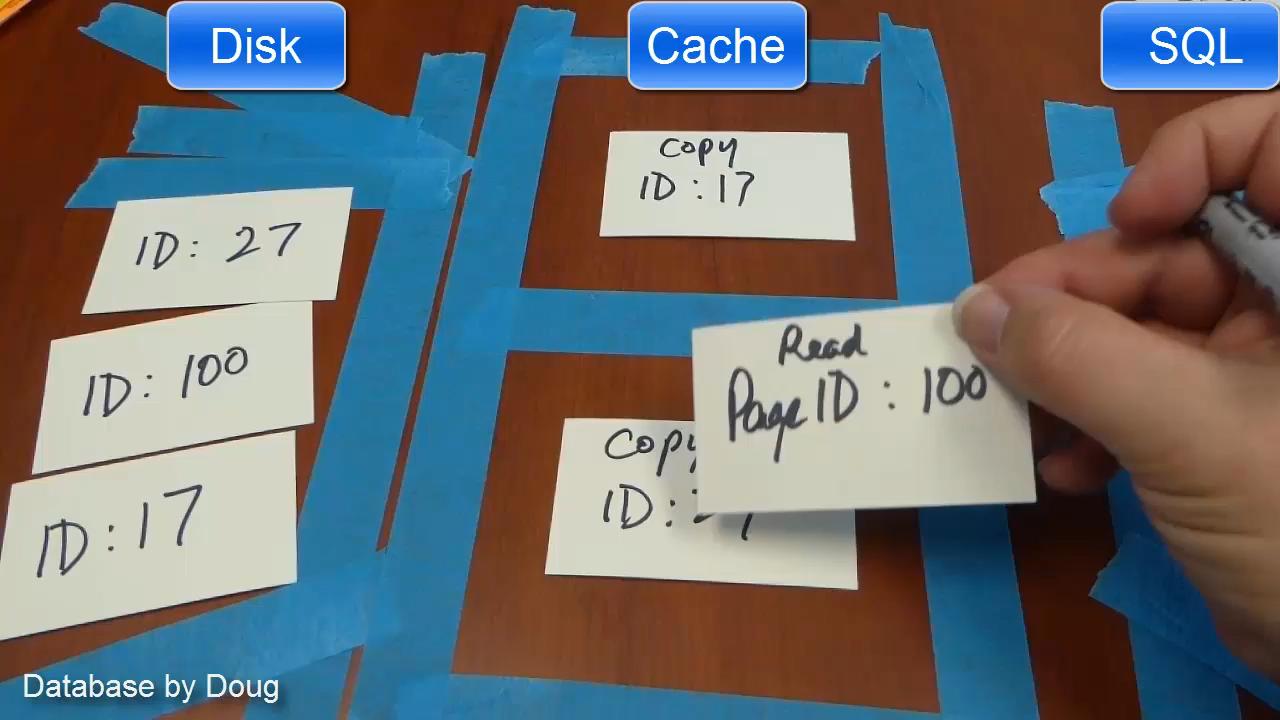 Disk
Cache
SQL
Copy
ID: 17
ID: 27
Read
PageID: 100
ID: 100
Copy
ID:
ID: 17
Database by Doug